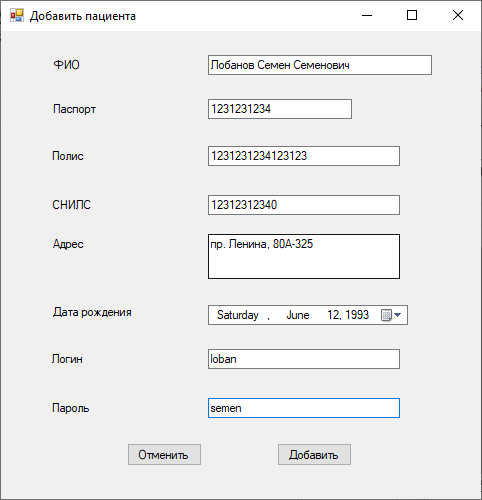 Добавить пациента
ФИО Лобанов Семен Семенович
Паспорт 1231231234
Полис 1231231234123123
СНИЛС 12312312340
Адрес пр. Ленина, 80А-325
Дата рождения Saturday , June 12, 1993
Логин loban
Пароль semen
Отменить Добавить